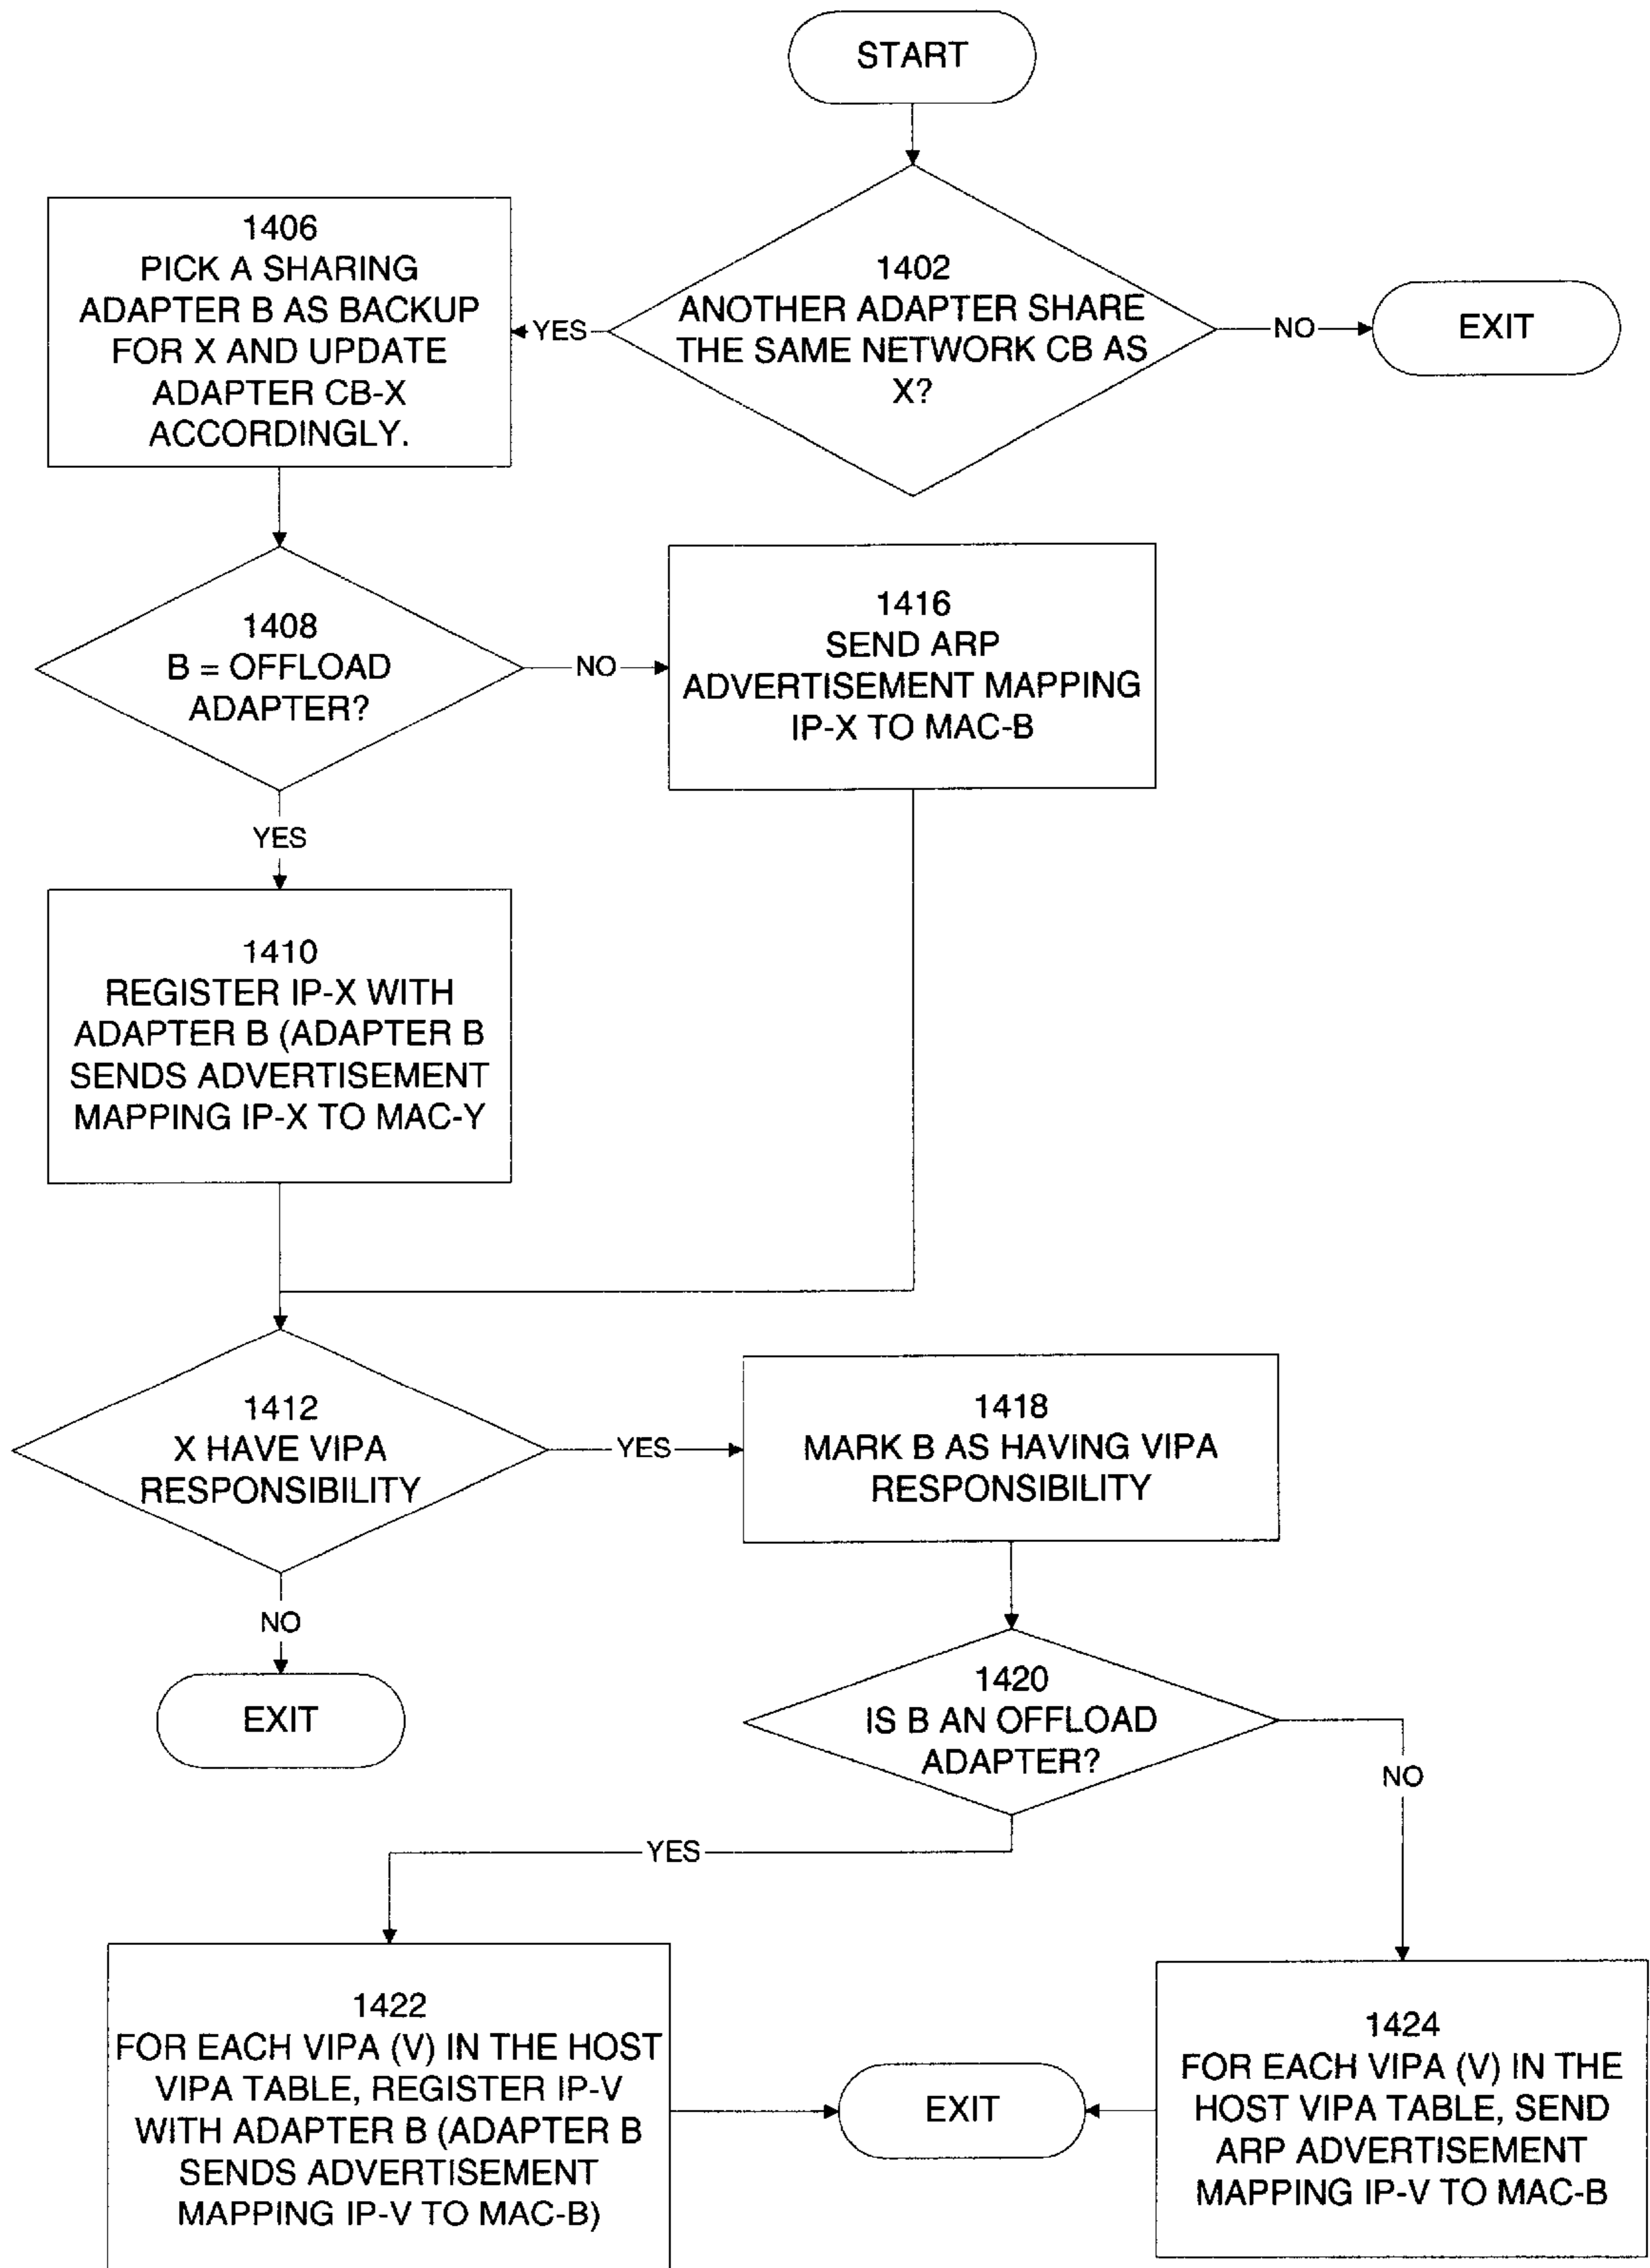 START
1402
ANOTHER ADAPTER SHARE
THE SAME NETWORK CB AS
X?
YES
NO
EXIT
1406
PICK A SHARING
ADAPTER B AS BACKUP
FOR X AND UPDATE
ADAPTER CB-X
ACCORDINGLY.
1408
B = OFFLOAD
ADAPTER?
NO
1416
SEND ARP
ADVERTISEMENT MAPPING
IP-X TO MAC-B
YES
1410
REGISTER IP-X WITH
ADAPTER B (ADAPTER B
SENDS ADVERTISEMENT
MAPPING IP-X TO MAC-Y
1412
X HAVE VIPA
RESPONSIBILITY
YES
1418
MARK B AS HAVING VIPA
RESPONSIBILITY
NO
EXIT
1420
IS B AN OFFLOAD
ADAPTER?
NO
YES
1422
FOR EACH VIPA (V) IN THE HOST
VIPA TABLE, REGISTER IP-V
WITH ADAPTER B (ADAPTER B
SENDS ADVERTISEMENT
MAPPING IP-V TO MAC-B)
EXIT
1424
FOR EACH VIPA (V) IN THE
HOST VIPA TABLE, SEND
ARP ADVERTISEMENT
MAPPING IP-V TO MAC-B